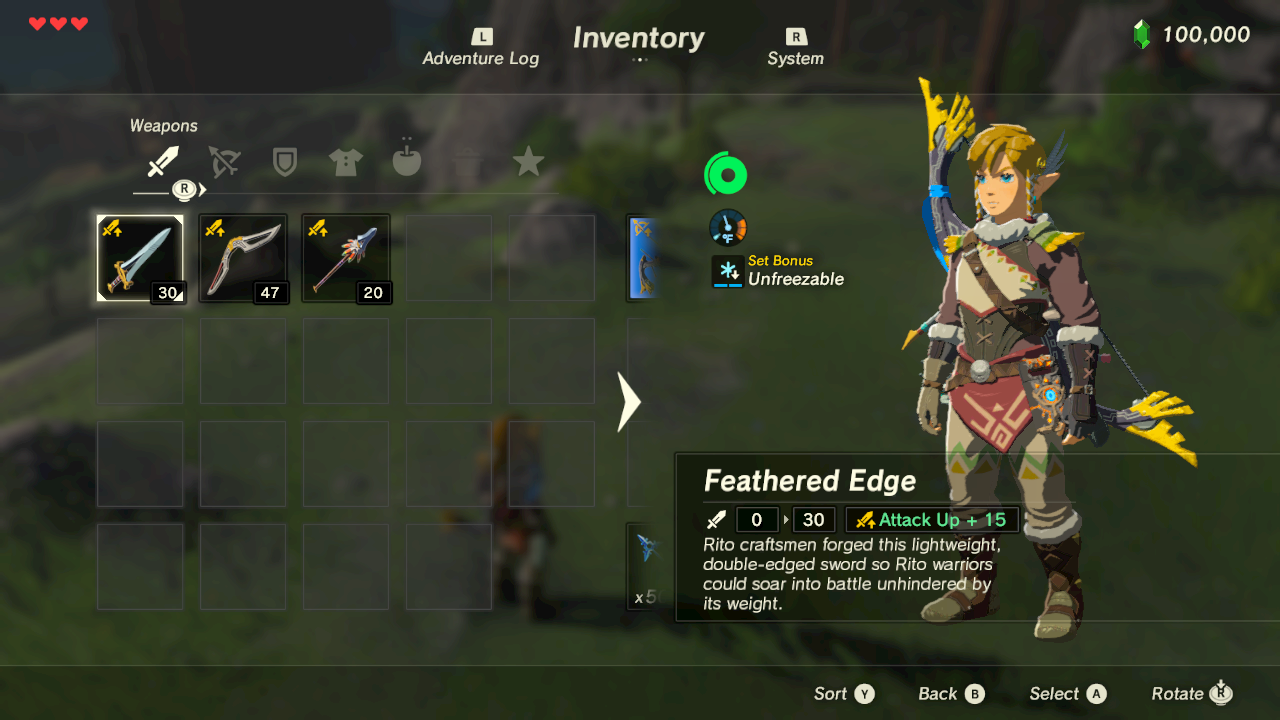 L
Inventory
R
100,000
Adventure Log
System
Weapons
R
30
47
20
°F
Set Bonus
Unfreezable
Feathered Edge
0 30 Attack Up + 15
Rito craftsmen forged this lightweight,
double-edged sword so Rito warriors
could soar into battle unhindered by
its weight.
x5
Sort Y Back B Select A Rotate R